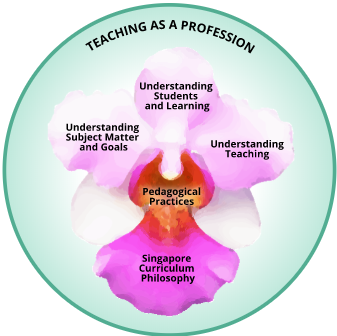 TEACHING AS A PROFESSION
Understanding
Students
and Learning
Understanding
Subject Matter
and Goals
Understanding
Teaching
Pedagogical
Practices
Singapore
Curriculum
Philosophy